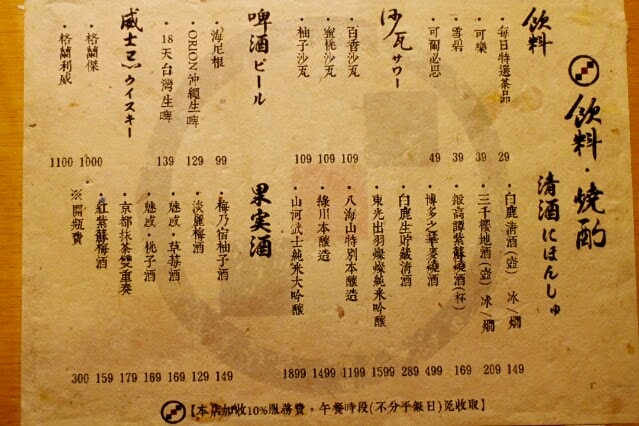 飲料・燒酌
飲料
・每日特選茶品 29
・可樂 39
・雪碧 39
・可爾必思 49
沙瓦サワー
・百香沙瓦 109
・蜜桃沙瓦 109
・柚子沙瓦 109
啤酒ビール
・海尼根 99
・ORION沖繩生啤 129
・18天台灣生啤 139
威士忌ウイスキー
・格蘭傑 1000
・格蘭利威 1100
清酒にほんしゅ
・白鹿清酒(壺) 冰/燗 149
・三千櫻地酒(壺) 冰/燗 209
・鍛高譚紫蘇燒酒(杯) 169
・博多之華麥燒酒 499
・白鹿生貯藏清酒 289
・東光出羽燦燦純米吟釀 1599
・八海山特別本釀造 1199
・綠川本釀造 1499
・山河武士純米大吟釀 1899
果実酒
・梅乃宿柚子酒 149
・淡麗梅酒 129
・魅惑・草莓酒 169
・魅惑・桃子酒 169
・京都抹茶雙重奏 179
・紅紫蘇梅酒 159
※開瓶費 300
【本店加收10%服務費，午餐時段(不分平假日)免收取】